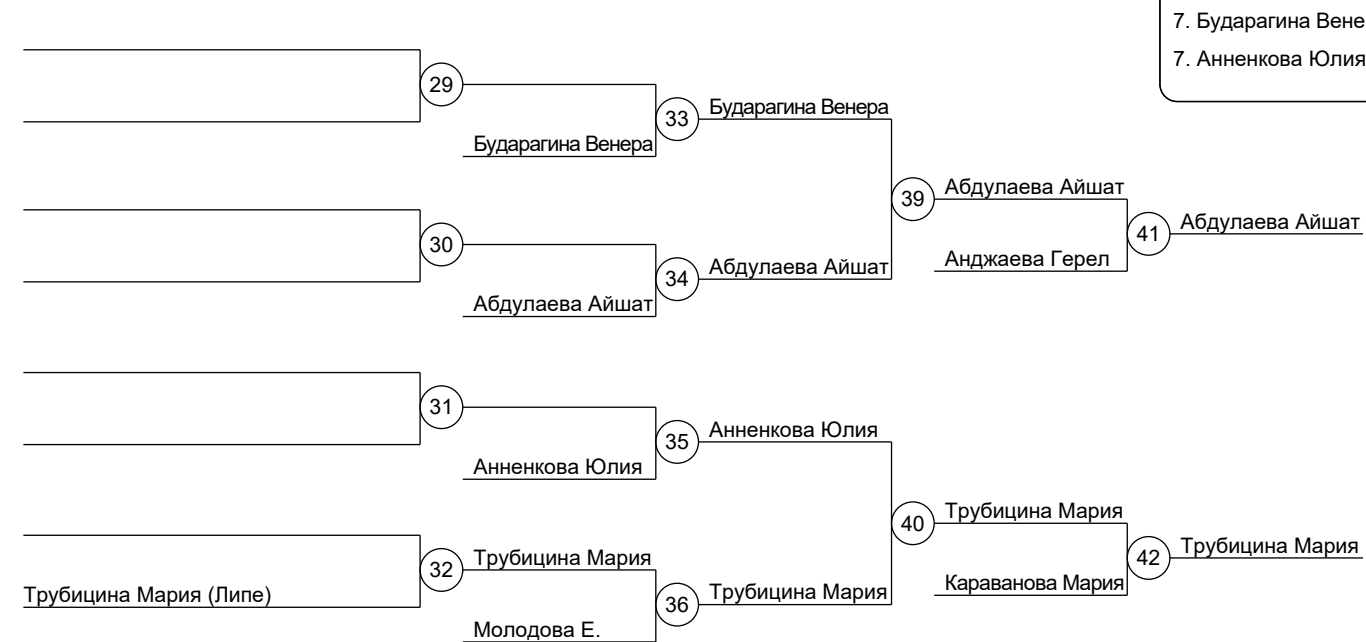 7. Бударагина Вене
7. Анненкова Юлия
29
33
Бударагина Венера
Бударагина Венера
39
Абдулаева Айшат
30
34
Абдулаева Айшат
Абдулаева Айшат
Анджаева Герел
41
Абдулаева Айшат
31
35
Анненкова Юлия
Анненкова Юлия
40
Трубицина Мария
32
Трубицина Мария
Трубицина Мария (Липе)
36
Трубицина Мария
Молодова Е.
Караванова Мария
42
Трубицина Мария